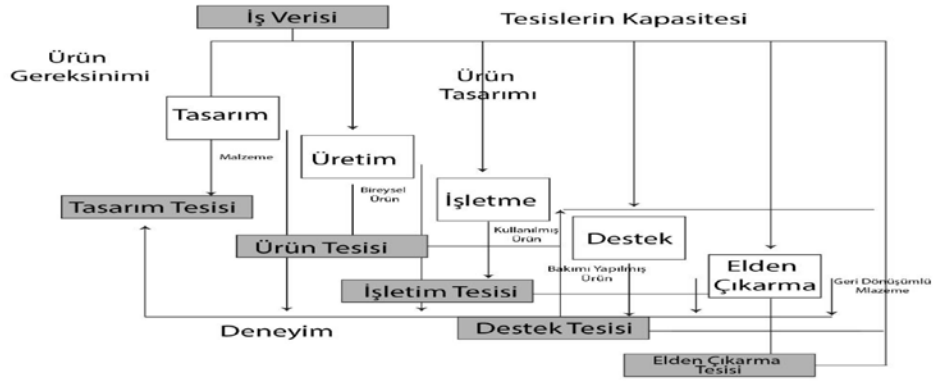 İş Verisi
Tesislerin Kapasitesi
Ürün
Gereksinimi
Ürün
Tasarımı
Tasarım
Malzeme
Üretim
Bireysel
Ürün
İşletme
Tasarım Tesisi
Kullanılmış
Ürün
Destek
Ürün Tesisi
Bakımı Yapılmış
Ürün
Elden
Çıkarma
Geri Dönüşümlü
Mlazeme
İşletim Tesisi
Deneyim
Destek Tesisi
Elden Çıkarma
Tesisi